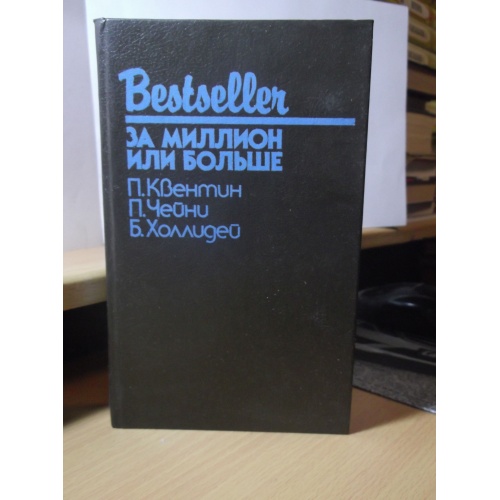 Bestseller
ЗА МИЛЛИОН
ИЛИ БОЛЬШЕ
П. Квентин
П. Чейни
Б. Холлидей